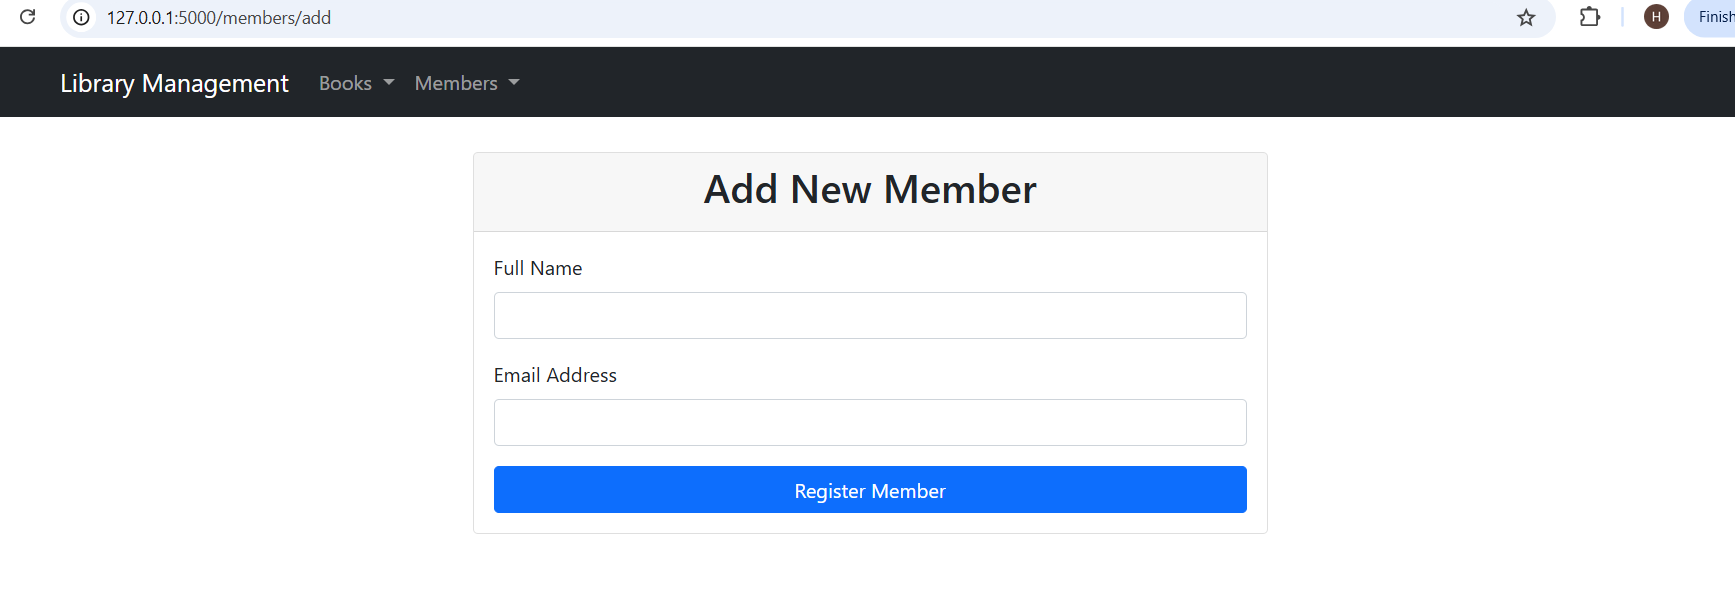 127.0.0.1:5000/members/add
H
Finish
Library Management Books Members
Add New Member
Full Name
Email Address
Register Member